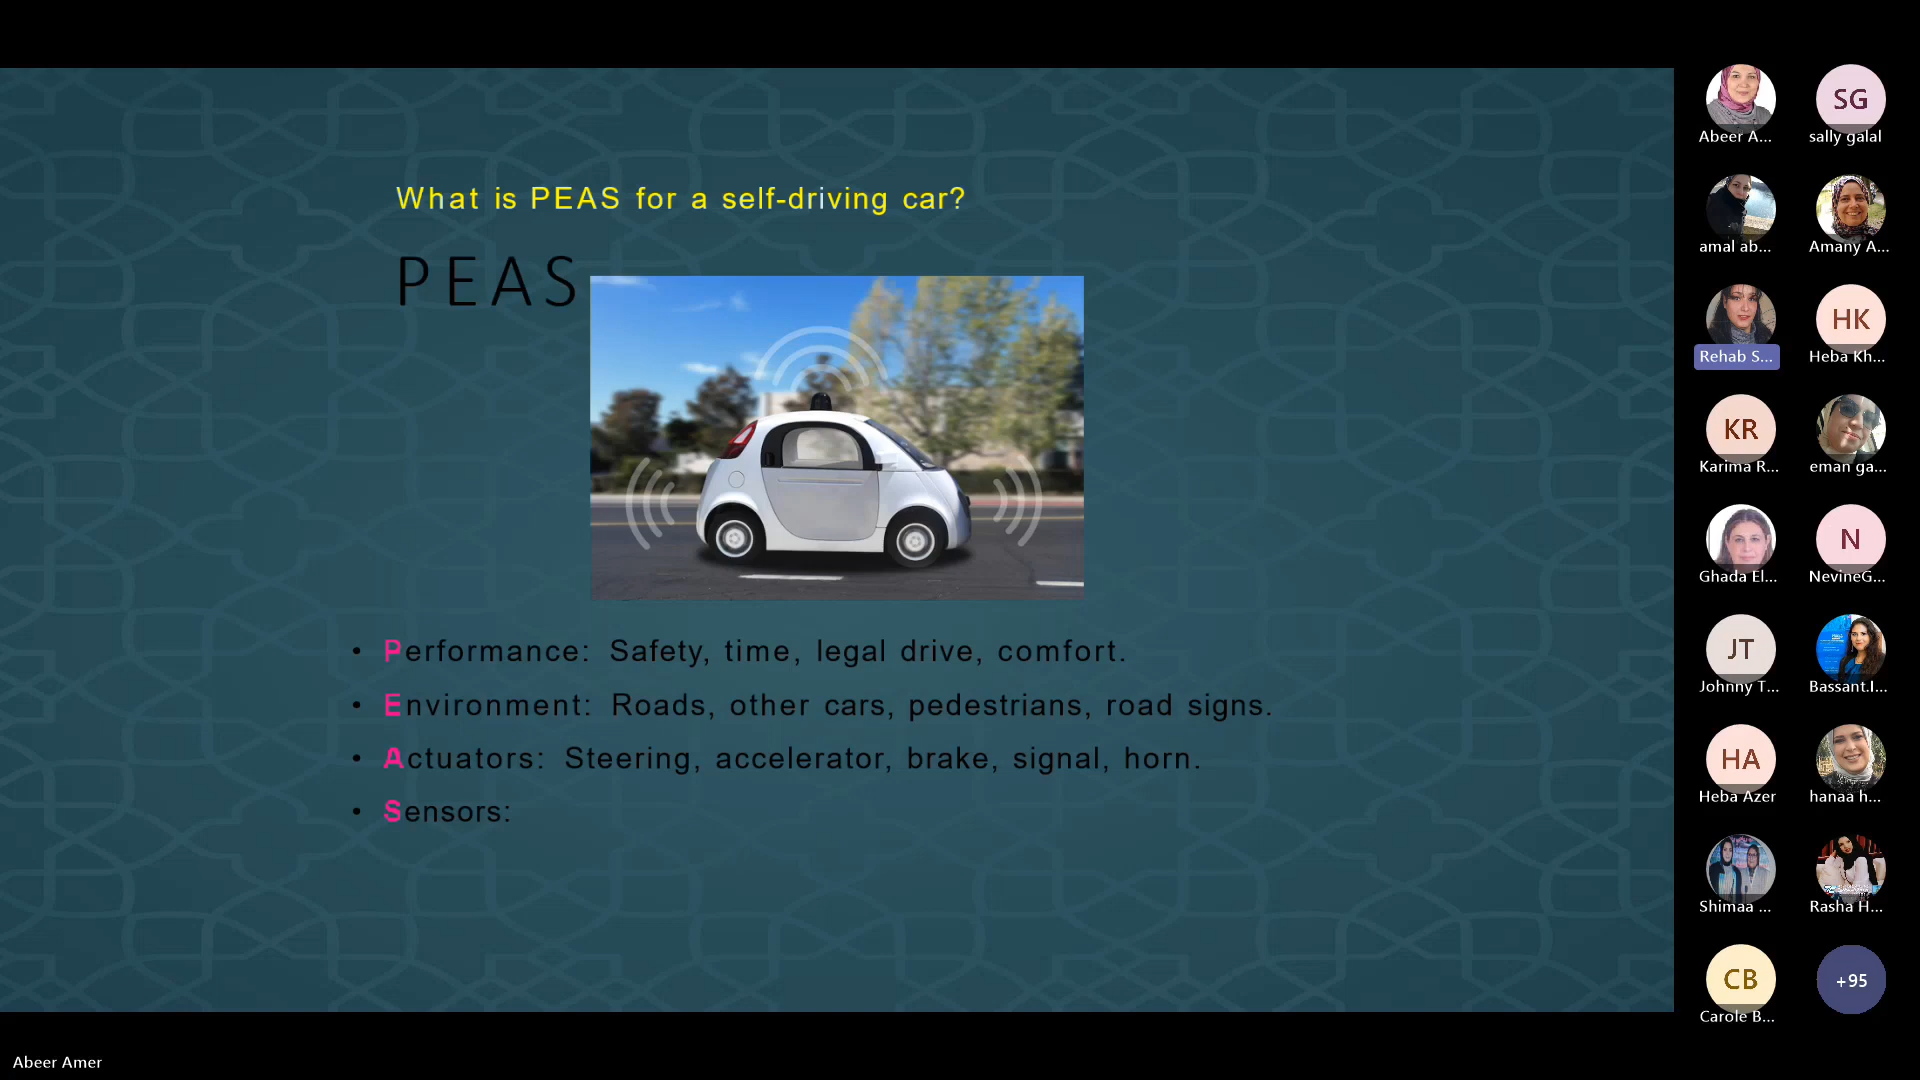 What is PEAS for a self-driving car?
PEAS
• Performance: Safety, time, legal drive, comfort.
• Environment: Roads, other cars, pedestrians, road signs.
• Actuators: Steering, accelerator, brake, signal, horn.
• Sensors:
Abeer A...
SG
sally galal
amal ab...
Amany A...
Rehab S...
HK
Heba Kh...
KR
Karima R...
eman ga...
Ghada El...
N
NevineG...
JT
Johnny T...
Bassant.I...
HA
Heba Azer
hanaa h...
Shimaa ...
Rasha H...
CB
Carole B...
+95
Abeer Amer